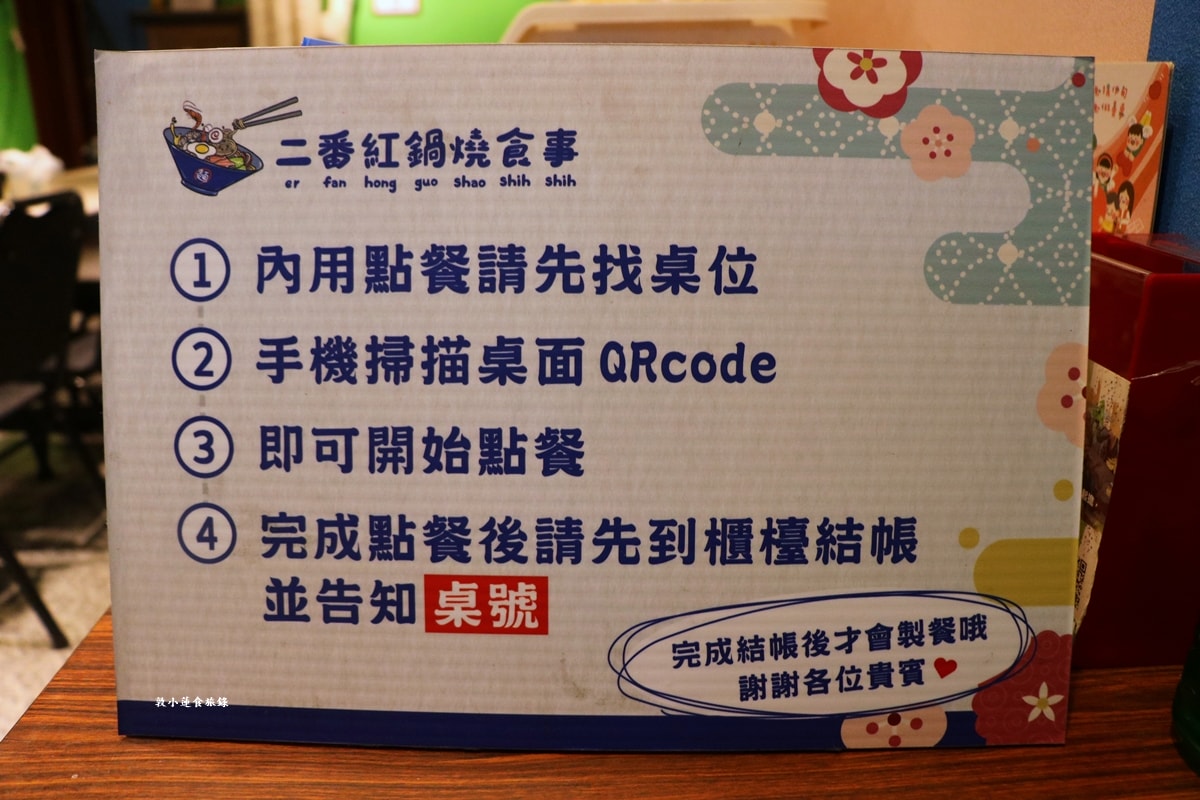 二番紅鍋燒食事
er fan hong guo shao shih shih
1 內用點餐請先找桌位
2 手機掃描桌面 QRcode
3 即可開始點餐
4 完成點餐後請先到櫃檯結帳
並告知 桌號
完成結帳後才會製餐哦
謝謝各位貴賓
敦小蓮食旅錄